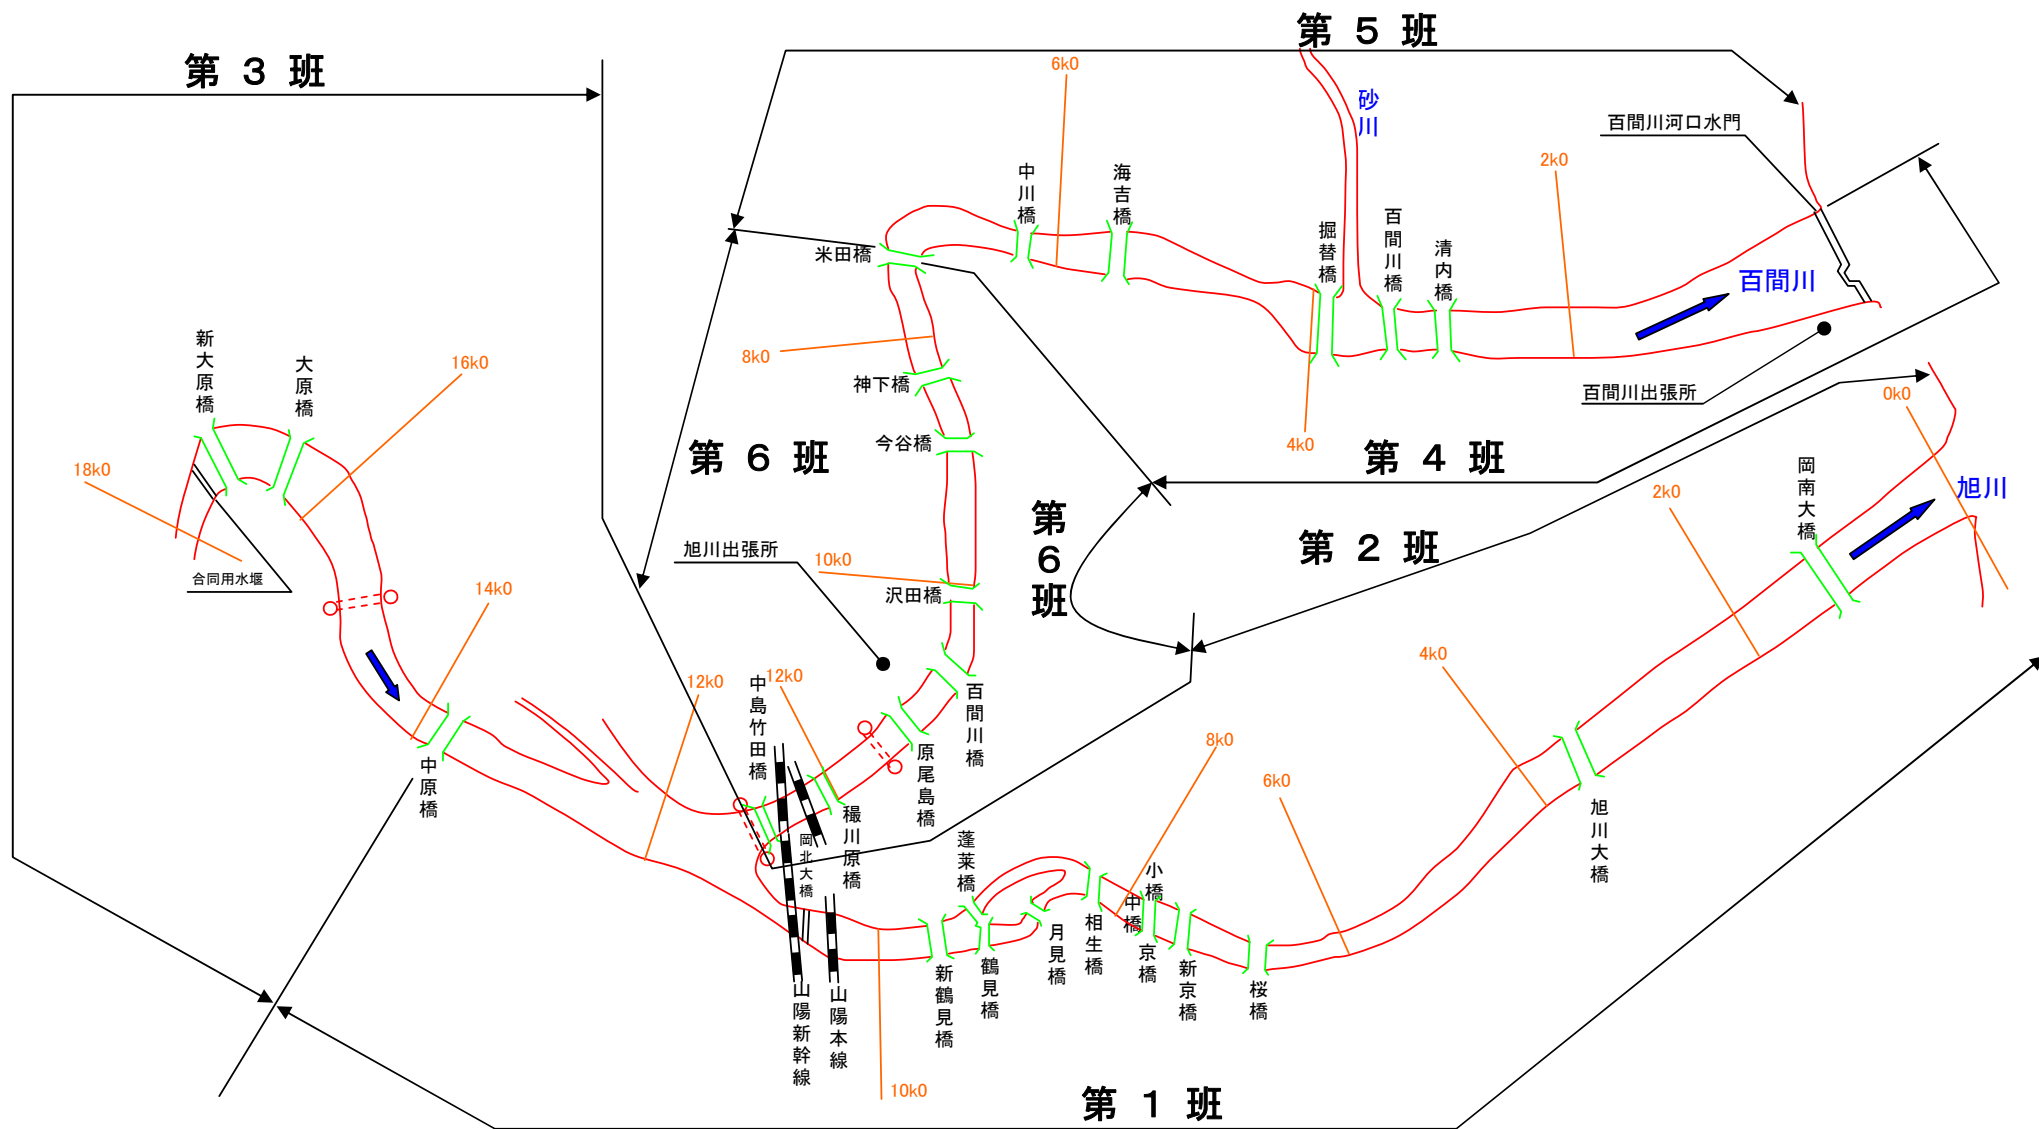 第 ３ 班
第 ５ 班
6k0
砂川
百間川河口水門
2k0
中川橋
海吉橋
掘替橋
百間川橋
清内橋
米田橋
百間川
新大原橋
大原橋
16k0
8k0
神下橋
百間川出張所
0k0
今谷橋
4k0
第 ６ 班
第 ４ 班
18k0
岡南大橋
2k0
旭川
第６班
第 ２ 班
旭川出張所
10k0
合同用水堰
14k0
沢田橋
4k0
12k0
中島竹田橋
12k0
百間川橋
8k0
6k0
中原橋
原尾島橋
穝川原橋
旭川大橋
岡北大橋
蓬莱橋
小橋
中橋
相生橋
月見橋
京橋
新京橋
桜橋
鶴見橋
新鶴見橋
山陽新幹線
山陽本線
10k0
第 １ 班